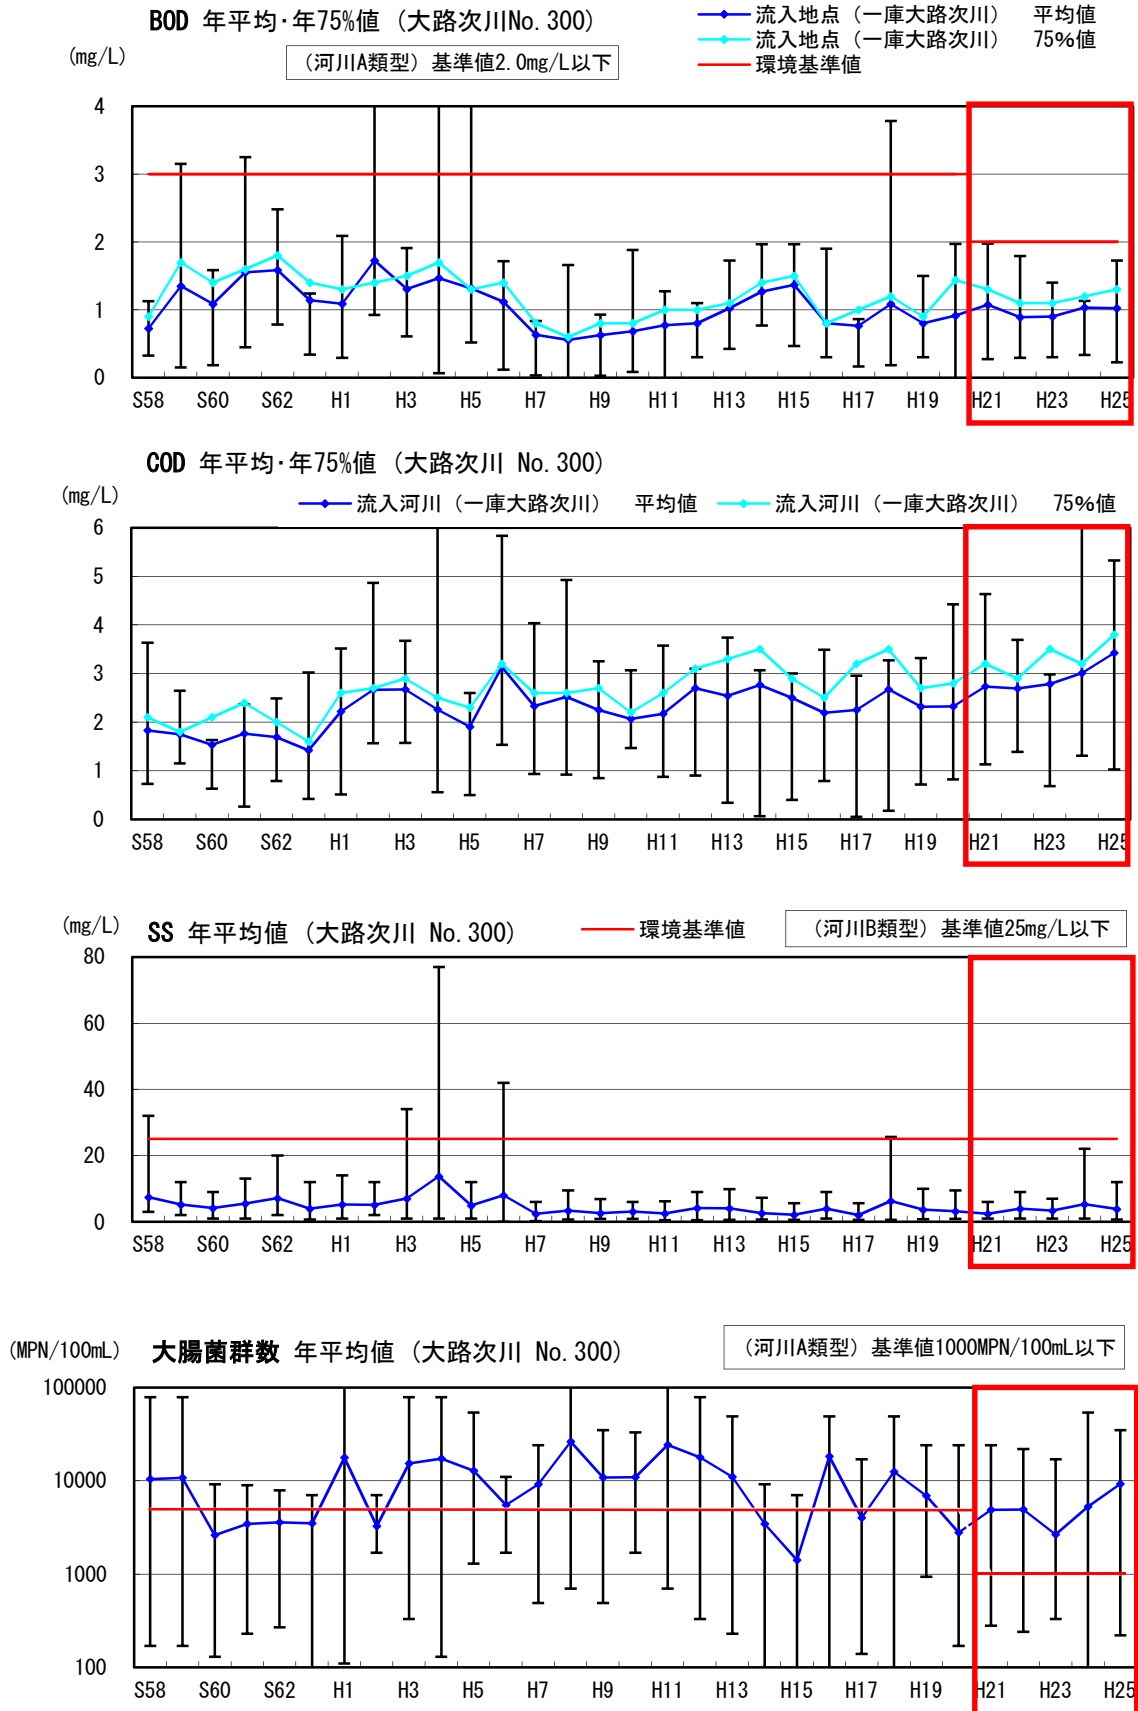 BOD 年平均・年75%値 (大路次川No.300)
流入地点（一庫大路次川） 平均値
流入地点（一庫大路次川） 75%値
環境基準値
(mg/L)
（河川A類型）基準値2.0mg/L以下
4
3
2
1
0
S58 S60 S62 H1 H3 H5 H7 H9 H11 H13 H15 H17 H19 H21 H23 H25
COD 年平均・年75%値 (大路次川 No.300)
(mg/L)
流入河川（一庫大路次川） 平均値 流入河川（一庫大路次川） 75%値
6
5
4
3
2
1
0
S58 S60 S62 H1 H3 H5 H7 H9 H11 H13 H15 H17 H19 H21 H23 H25
(mg/L)
SS 年平均値 (大路次川 No.300)
環境基準値
（河川B類型）基準値25mg/L以下
80
60
40
20
0
S58 S60 S62 H1 H3 H5 H7 H9 H11 H13 H15 H17 H19 H21 H23 H25
(MPN/100mL)
大腸菌群数 年平均値 (大路次川 No.300)
（河川A類型）基準値1000MPN/100mL以下
100000
10000
1000
100
S58 S60 S62 H1 H3 H5 H7 H9 H11 H13 H15 H17 H19 H21 H23 H25